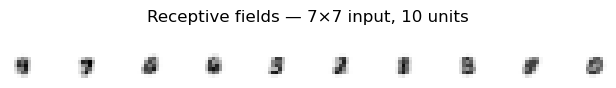 Receptive fields — 7×7 input, 10 units